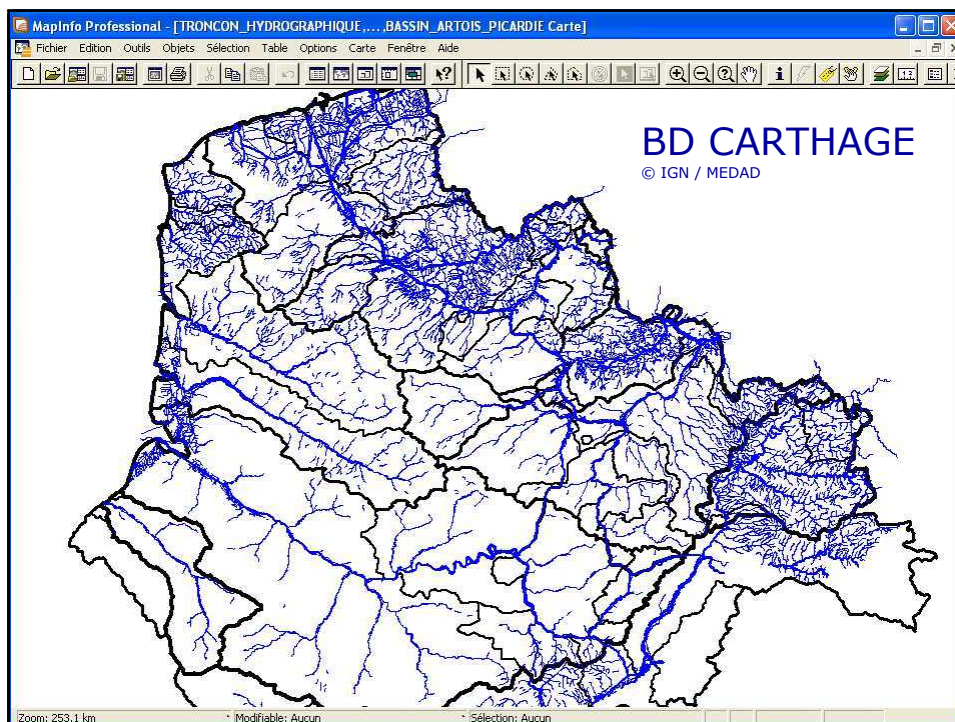 MapInfo Professional - [TRONCON_HYDROGRAPHIQUE,...,BASSIN_ARTOIS_PICARDIE Carte]
Fichier Edition Outils Objets Sélection Table Options Carte Fenêtre Aide
BD CARTHAGE
© IGN / MEDAD
Zoom: 253.1 km Modifiable: Aucun Sélection: Aucun